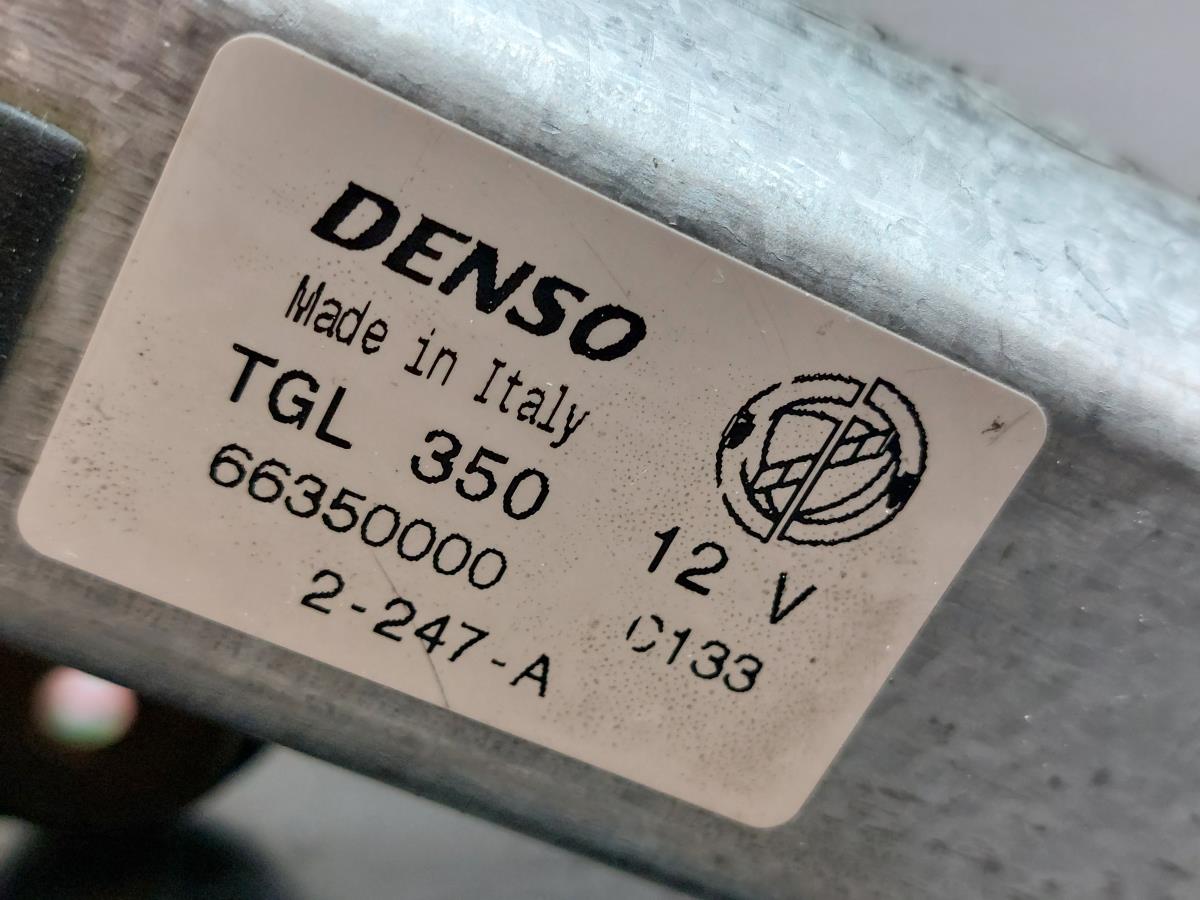 DENSO
Made in Italy
TGL 350
66350000
12 V
2-247-A
C133